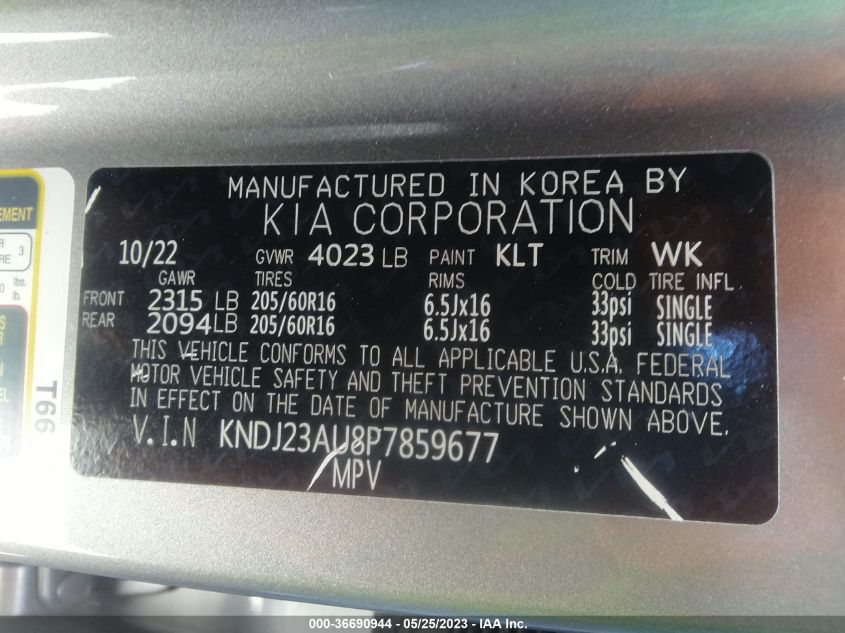 MANUFACTURED IN KOREA BY
KIA CORPORATION
10/22 GVWR 4023 LB PAINT KLT TRIM WK
GAWR TIRES RIMS COLD TIRE INFL
FRONT 2315 LB 205/60R16 6.5Jx16 33psi SINGLE
REAR 2094 LB 205/60R16 6.5Jx16 33psi SINGLE
THIS VEHICLE CONFORMS TO ALL APPLICABLE U.S.A. FEDERAL
MOTOR VEHICLE SAFETY AND THEFT PREVENTION STANDARDS
IN EFFECT ON THE DATE OF MANUFACTURE SHOWN ABOVE.
V.I.N KNDJ23AU8P7859677
MPV
T66
3
lbs.
lb.
000-36690944 / 05/25/2023 - IAA Inc.